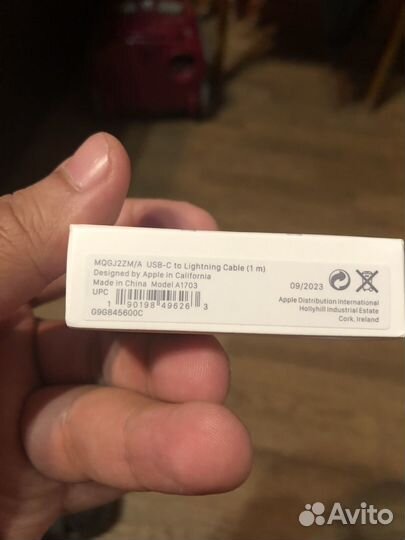 MQGJ2ZM/A USB-C to Lightning Cable (1 m)
Designed by Apple in California
Made in China Model A1703
UPC
1 90198 49626 3
G9G845600C
09/2023
Apple Distribution International
Hollyhill Industrial Estate
Cork, Ireland
Avito